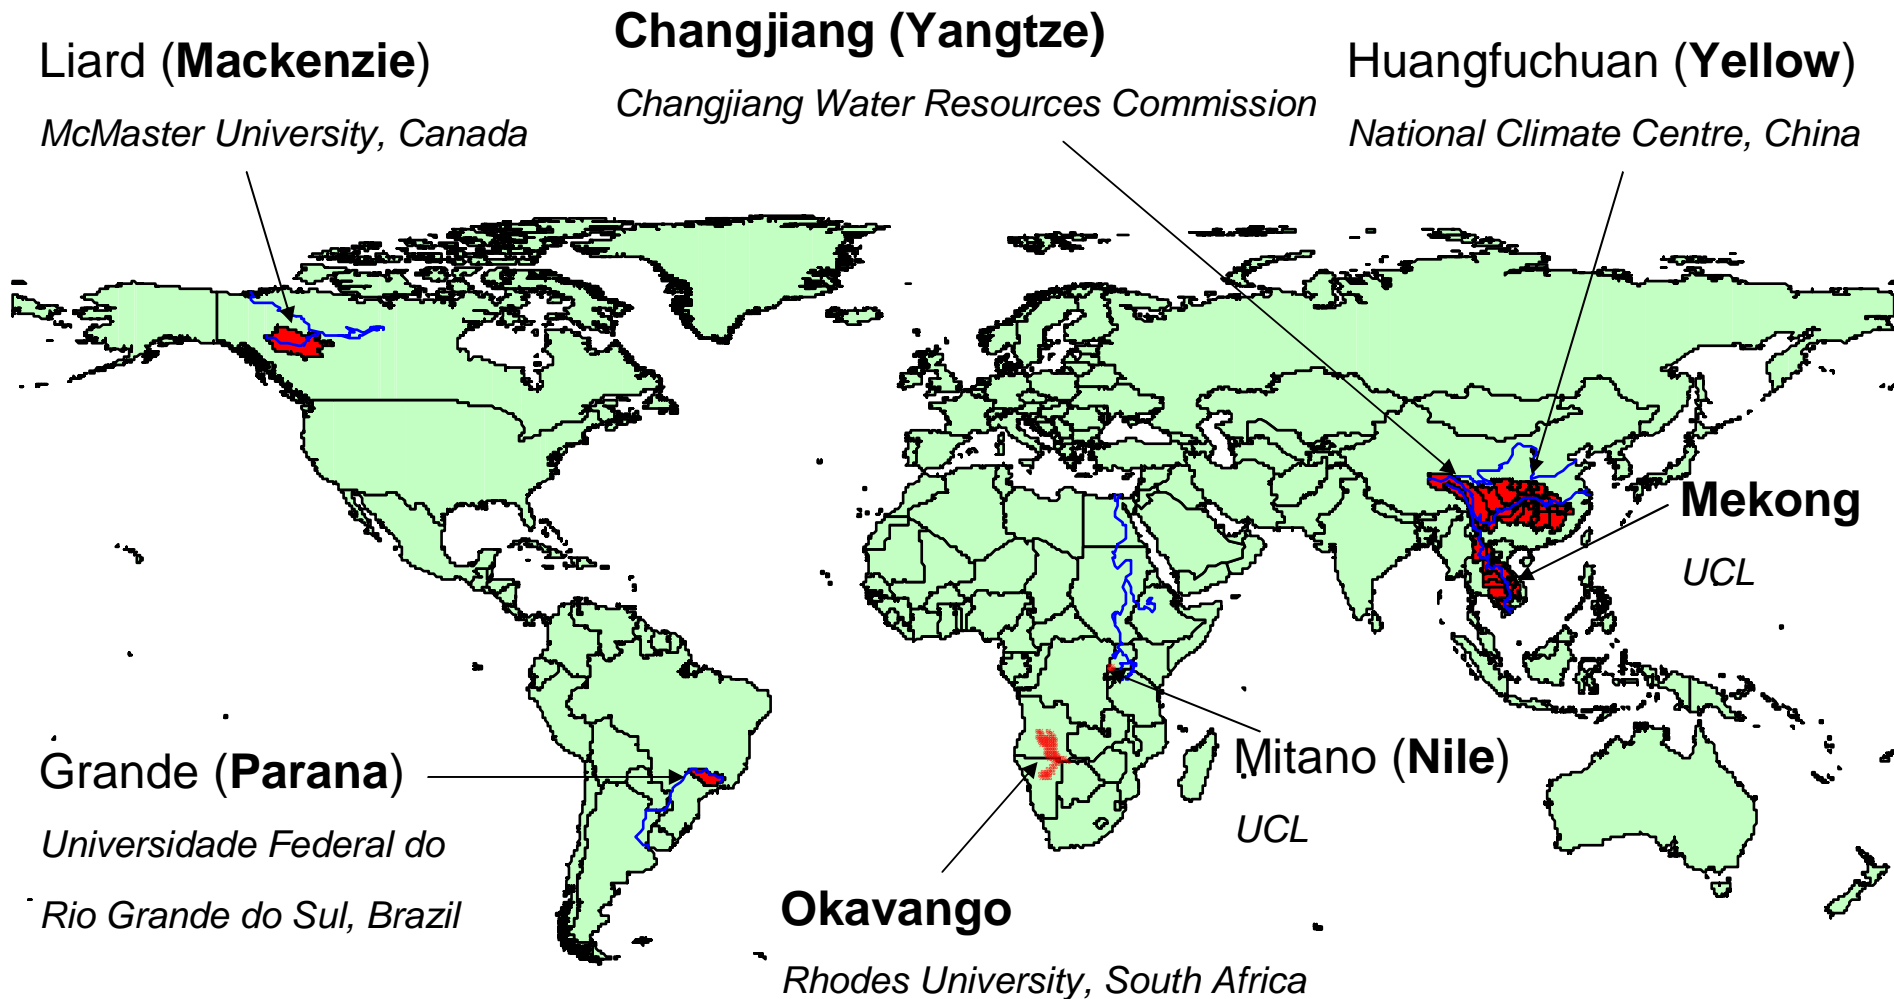 Liard (Mackenzie)
McMaster University, Canada
Changjiang (Yangtze)
Changjiang Water Resources Commission
Huangfuchuan (Yellow)
National Climate Centre, China
Mekong
UCL
Grande (Parana)
Universidade Federal do
Rio Grande do Sul, Brazil
Mitano (Nile)
UCL
Okavango
Rhodes University, South Africa